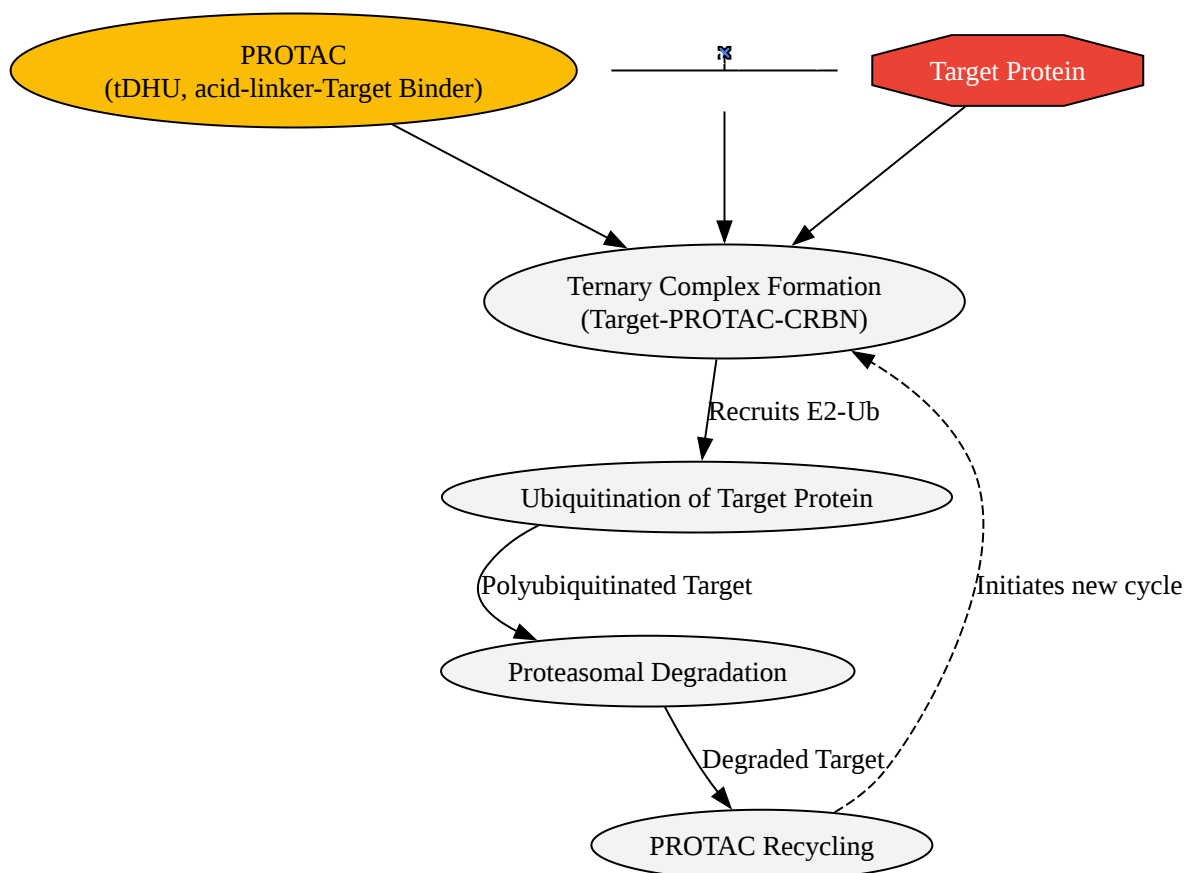 PROTAC
(tDHU, acid-linker-Target Binder)
Target Protein
Ternary Complex Formation
(Target-PROTAC-CRBN)
Recruits E2-Ub
Ubiquitination of Target Protein
Polyubiquitinated Target
Initiates new cycle
Proteasomal Degradation
Degraded Target
PROTAC Recycling